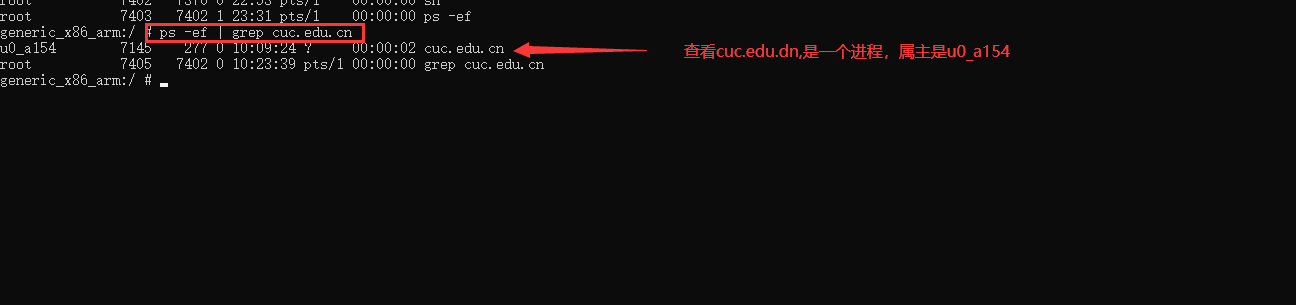 root 7402 7370 0 22:53 pts/1 00:00:00 sh
root 7403 7402 1 23:31 pts/1 00:00:00 ps -ef
generic_x86_arm:/ # ps -ef | grep cuc.edu.cn
u0_a154 7145 277 0 10:09:24 ? 00:00:02 cuc.edu.cn
查看cuc.edu.dn,是一个进程，属主是u0_a154
root 7405 7402 0 10:23:39 pts/1 00:00:00 grep cuc.edu.cn
generic_x86_arm:/ #